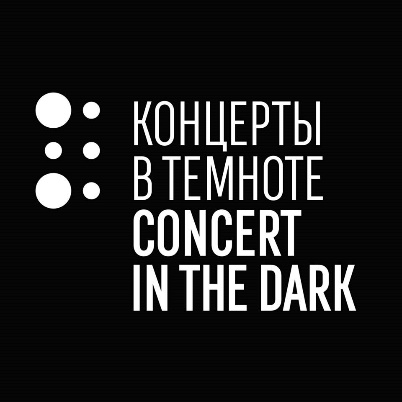 КОНЦЕРТЫ
В ТЕМНОТЕ
CONCERT
IN THE DARK